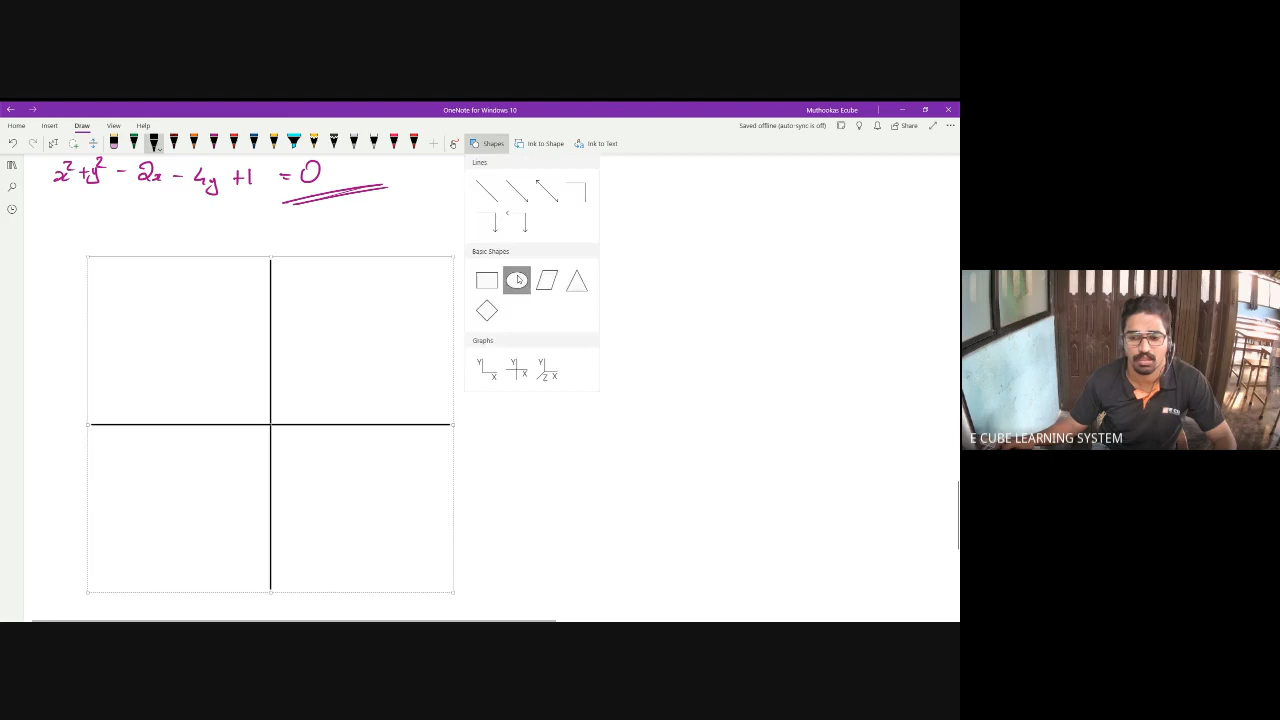 OneNote for Windows 10
Muthookas Ecube
Home Insert Draw View Help
Saved offline (auto-sync is off)
Share
Shapes
Ink to Shape
Ink to Text
x² + y² - 2x - 4y + 1 = 0
Lines
Basic Shapes
Graphs
Y X
Y X
Y Z X
E CUBE
E CUBE LEARNING SYSTEM